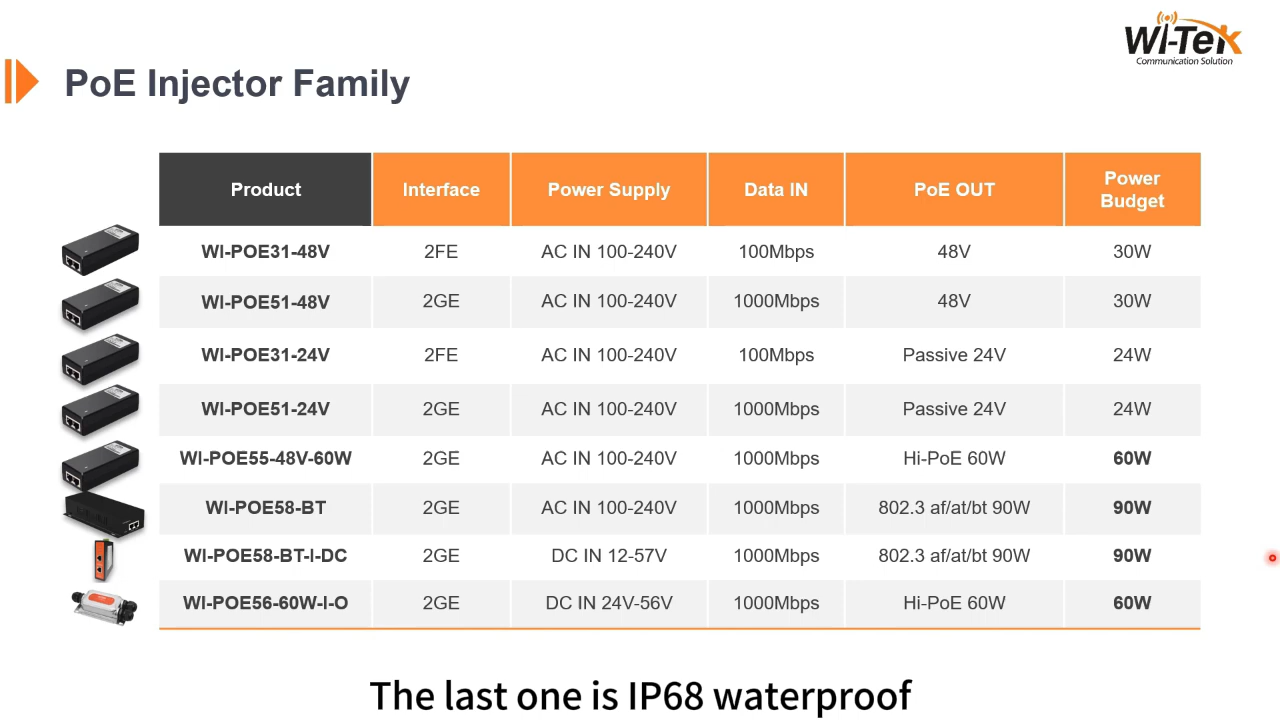 WI-Tek
Communication Solution
PoE Injector Family
Product Interface Power Supply Data IN PoE OUT Power Budget
WI-POE31-48V 2FE AC IN 100-240V 100Mbps 48V 30W
WI-POE51-48V 2GE AC IN 100-240V 1000Mbps 48V 30W
WI-POE31-24V 2FE AC IN 100-240V 100Mbps Passive 24V 24W
WI-POE51-24V 2GE AC IN 100-240V 1000Mbps Passive 24V 24W
WI-POE55-48V-60W 2GE AC IN 100-240V 1000Mbps Hi-PoE 60W 60W
WI-POE58-BT 2GE AC IN 100-240V 1000Mbps 802.3 af/at/bt 90W 90W
WI-POE58-BT-I-DC 2GE DC IN 12-57V 1000Mbps 802.3 af/at/bt 90W 90W
WI-POE56-60W-I-O 2GE DC IN 24V-56V 1000Mbps Hi-PoE 60W 60W
The last one is IP68 waterproof